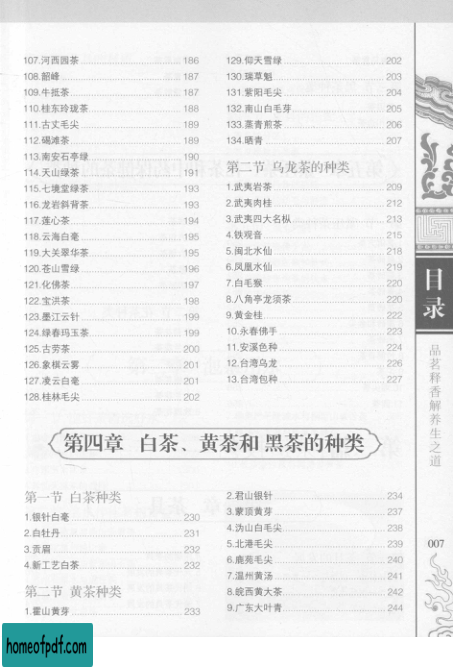 107.河西园茶 186
108.韶峰 187
109.牛抵茶 187
110.桂东玲珑茶 188
111.古丈毛尖 189
112.碣滩茶 189
113.南安石亭绿 190
114.天山绿茶 191
115.七境堂绿茶 193
116.龙岩斜背茶 193
117.莲心茶 194
118.云海白毫 195
119.大关翠华茶 195
120.苍山雪绿 196
121.化佛茶 197
122.宝洪茶 198
123.墨江云针 199
124.绿春玛玉茶 199
125.古劳茶 200
126.象棋云雾 201
127.凌云白毫 201
128.桂林毛尖 202
129.仰天雪绿 202
130.瑞草魁 203
131.紫阳毛尖 204
132.南山白毛芽 205
133.蒸青煎茶 206
134.晒青 207
第二节 乌龙茶的种类
1.武夷岩茶 209
2.武夷肉桂 212
3.武夷四大名枞 213
4.铁观音 215
5.闽北水仙 218
6.凤凰水仙 219
7.白毛猴 220
8.八角亭龙须茶 220
9.黄金桂 222
10.永春佛手 223
11.安溪色种 224
12.台湾乌龙 226
13.台湾包种 227
第四章 白茶、黄茶和 黑茶的种类
第一节 白茶种类
1.银针白毫 230
2.白牡丹 231
3.贡眉 232
4.新工艺白茶 232
第二节 黄茶种类
1.霍山黄芽 233
2.君山银针 234
3.蒙顶黄芽 237
4.沩山白毛尖 238
5.北港毛尖 239
6.鹿苑毛尖 240
7.温州黄汤 241
8.皖西黄大茶 242
9.广东大叶青 244
目录
品茗释香解养生之道
007
homeofpdf.com